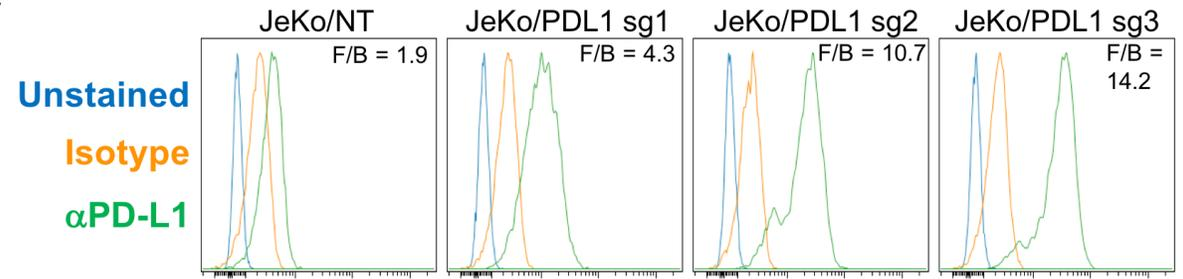 JeKo/NT
JeKo/PDL1 sg1
JeKo/PDL1 sg2
JeKo/PDL1 sg3
F/B = 1.9
F/B = 4.3
F/B = 10.7
F/B =
14.2
Unstained
Isotype
αPD-L1